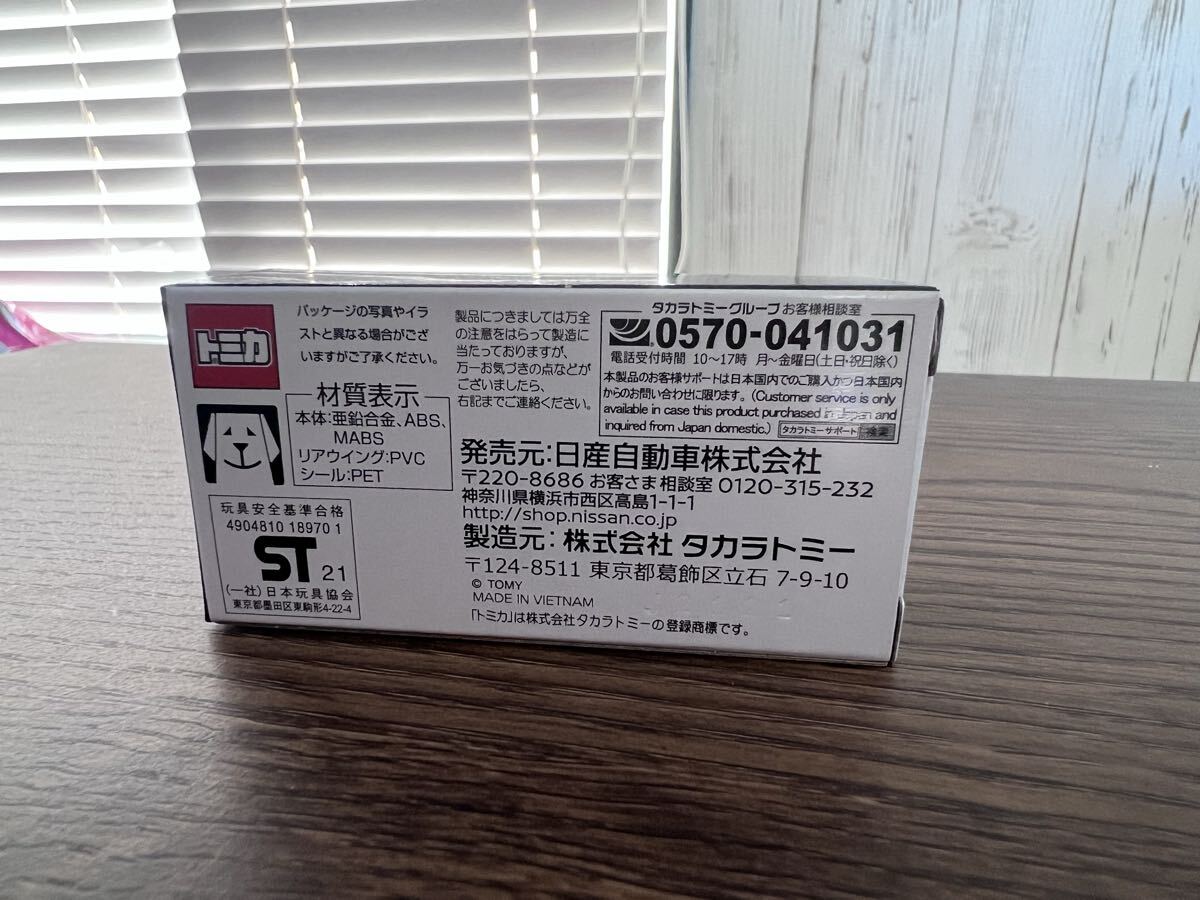 トミカ
パッケージの写真やイラ
ストと異なる場合がござ
いますがご了承ください。
材質表示
本体:亜鉛合金、ABS、
MABS
リアウイング:PVC
シール:PET
玩具安全基準合格
4904810 18970 1
ST 21
(一社)日本玩具協会
東京都墨田区東駒形4-22-4
製品につきましては万全
の注意をはらって製造に
当たっておりますが、
万一お気づきの点などが
ございましたら、
右記までご連絡ください。
タカラトミーグループ お客様相談室
0570-041031
電話受付時間 10〜17時 月〜金曜日(土日・祝日除く)
本製品のお客様サポートは日本国内でのご購入かつ日本国内
からのお問い合わせに限ります。(Customer service is only
available in case this product purchased in Japan and
inquired from Japan domestic.) タカラトミーサポート 検索
発売元:日産自動車株式会社
〒220-8686 お客さま相談室 0120-315-232
神奈川県横浜市西区高島1-1-1
http://shop.nissan.co.jp
製造元:株式会社 タカラトミー
〒124-8511 東京都葛飾区立石 7-9-10
© TOMY
MADE IN VIETNAM
「トミカ」は株式会社タカラトミーの登録商標です。